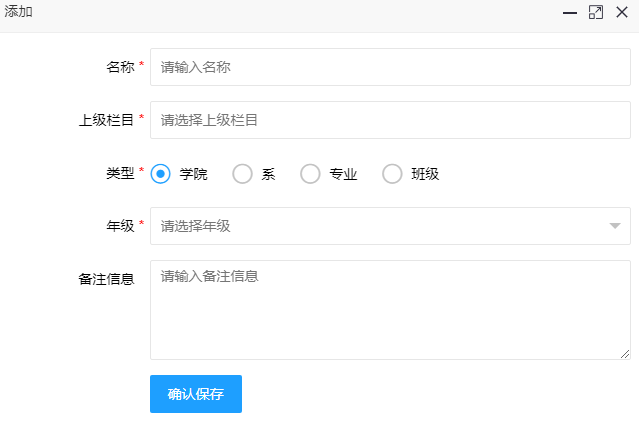 添加
名称 * 请输入名称
上级栏目 * 请选择上级栏目
类型 * 学院 系 专业 班级
年级 * 请选择年级
备注信息 请输入备注信息
确认保存